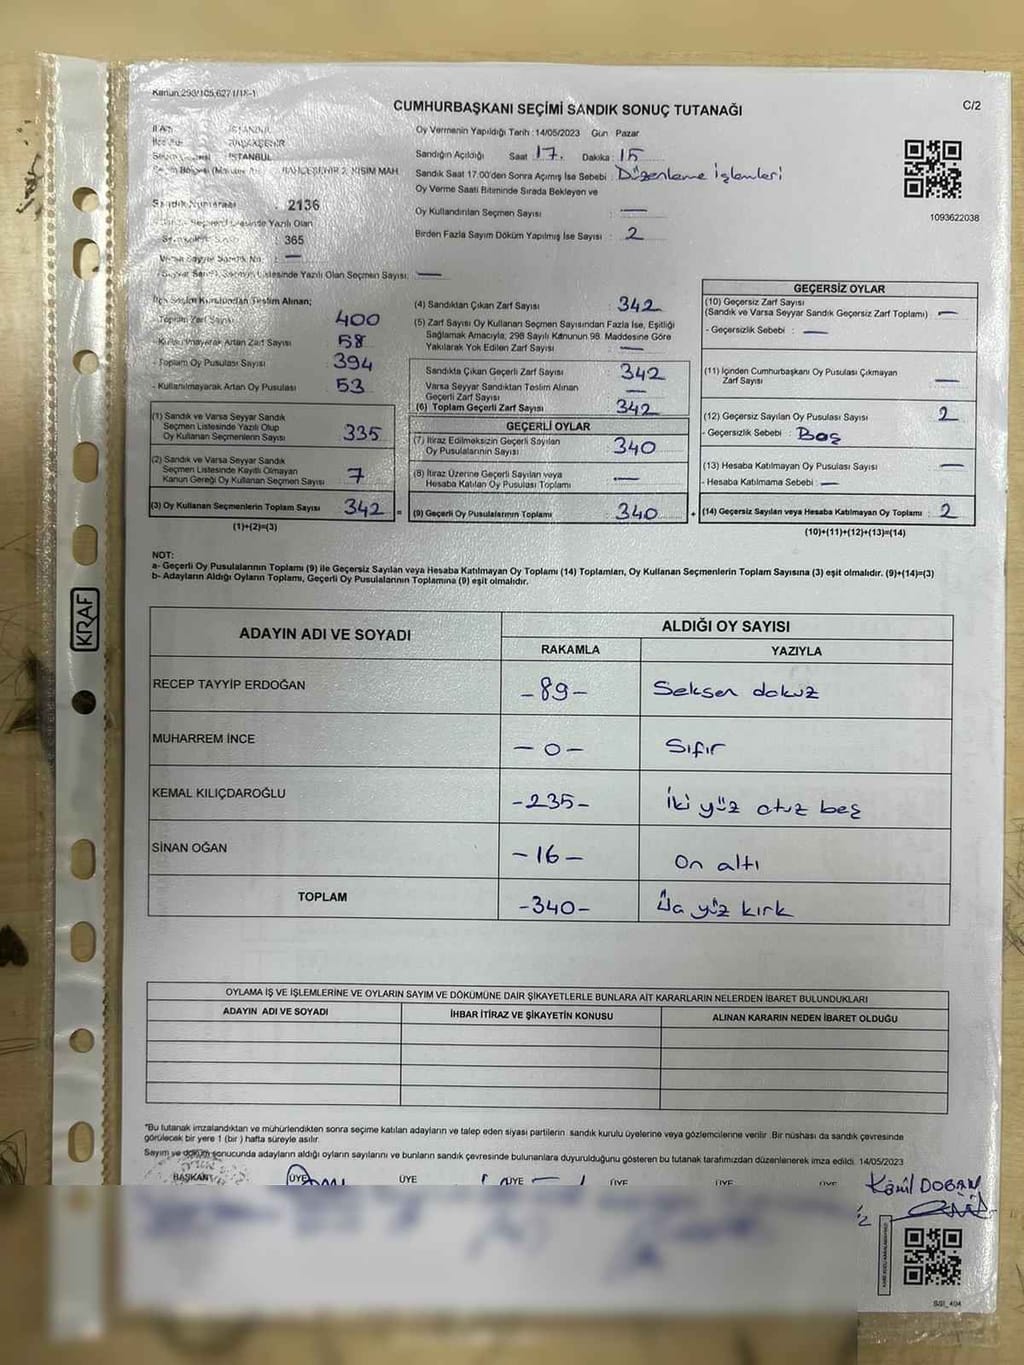 Kanun:298/105,627 1/18-1
CUMHURBAŞKANI SEÇİMİ SANDIK SONUÇ TUTANAĞI
C/2
İl Adı : İSTANBUL
İlçe Adı : BAŞAKŞEHİR
Seçim Çevresi : İSTANBUL
BAHÇEŞEHİR 2. KISIM MAH.
Sandık Numarası : 2136
Seçmen Listesinde Yazılı Olan
Seçmen Sayısı : 365
Varsa Seyyar Sandık No : —
Seyyar Sandık Seçmen Listesinde Yazılı Olan Seçmen Sayısı: —
Oy Vermenin Yapıldığı Tarih : 14/05/2023 Gün Pazar
Sandığın Açıldığı Saat : 17. Dakika : 15
Sandık Saat 17:00'den Sonra Açımış İse Sebebi : Düzenleme işlemleri
Oy Verme Saati Bitiminde Sırada Bekleyen ve
Oy Kullandırılan Seçmen Sayısı : —
Birden Fazla Sayım Döküm Yapılmış İse Sayısı : 2
1093622038
İlçe Seçim Kurulundan Teslim Alınan;
- Toplam Zarf Sayısı 400
- Kullanılmayarak Artan Zarf Sayısı 58
- Toplam Oy Pusulası Sayısı 394
- Kullanılmayarak Artan Oy Pusulası 53
(1) Sandık ve Varsa Seyyar Sandık
Seçmen Listesinde Yazılı Olup
Oy Kullanan Seçmenlerin Sayısı 335
(2) Sandık ve Varsa Seyyar Sandık
Seçmen Listesinde Kayıtlı Olmayan
Kanun Gereği Oy Kullanan Seçmen Sayısı 7
(3) Oy Kullanan Seçmenlerin Toplam Sayısı 342 =
(1)+(2)=(3)
(4) Sandıktan Çıkan Zarf Sayısı 342
(5) Zarf Sayısı Oy Kullanan Seçmen Sayısından Fazla İse, Eşitliği
Sağlamak Amacıyla, 298 Sayılı Kanunun 98. Maddesine Göre
Yakılarak Yok Edilen Zarf Sayısı —
Sandıkta Çıkan Geçerli Zarf Sayısı 342
Varsa Seyyar Sandıktan Teslim Alınan
Geçerli Zarf Sayısı —
(6) Toplam Geçerli Zarf Sayısı 342
GEÇERLİ OYLAR
(7) İtiraz Edilmeksizin Geçerli Sayılan
Oy Pusulalarının Sayısı 340
(8) İtiraz Üzerine Geçerli Sayılan veya
Hesaba Katılan Oy Pusulası Toplamı —
(9) Geçerli Oy Pusulalarının Toplamı 340 +
GEÇERSİZ OYLAR
(10) Geçersiz Zarf Sayısı
(Sandık ve Varsa Seyyar Sandık Geçersiz Zarf Toplamı) —
- Geçersizlik Sebebi : —
(11) İçinden Cumhurbaşkanı Oy Pusulası Çıkmayan
Zarf Sayısı —
(12) Geçersiz Sayılan Oy Pusulası Sayısı 2
- Geçersizlik Sebebi : Boş
(13) Hesaba Katılmayan Oy Pusulası Sayısı —
- Hesaba Katılmama Sebebi : —
(14) Geçersiz Sayılan veya Hesaba Katılmayan Oy Toplamı : 2
(10)+(11)+(12)+(13)=(14)
NOT:
a- Geçerli Oy Pusulalarının Toplamı (9) ile Geçersiz Sayılan veya Hesaba Katılmayan Oy Toplamı (14) Toplamları, Oy Kullanan Seçmenlerin Toplam Sayısına (3) eşit olmalıdır. (9)+(14)=(3)
b- Adayların Aldığı Oyların Toplamı, Geçerli Oy Pusulalarının Toplamına (9) eşit olmalıdır.
KRAF
ADAYIN ADI VE SOYADI ALDIĞI OY SAYISI
RAKAMLA YAZIYLA
RECEP TAYYİP ERDOĞAN -89- Seksen dokuz
MUHARREM İNCE -0- Sıfır
KEMAL KILIÇDAROĞLU -235- İki yüz otuz beş
SİNAN OĞAN -16- On altı
TOPLAM -340- Üç yüz kırk
OYLAMA İŞ VE İŞLEMLERİNE VE OYLARIN SAYIM VE DÖKÜMÜNE DAİR ŞİKAYETLERLE BUNLARA AİT KARARLARIN NELERDEN İBARET BULUNDUKLARI
ADAYIN ADI VE SOYADI İHBAR İTİRAZ VE ŞİKAYETİN KONUSU ALINAN KARARIN NEDEN İBARET OLDUĞU
*Bu tutanak imzalandıktan ve mühürlendikten sonra seçime katılan adayların ve talep eden siyasi partilerin sandık kurulu üyelerine veya gözlemcilerine verilir. Bir nüshası da sandık çevresinde
görülecek bir yere 1 (bir) hafta süreyle asılır.
Sayım ve döküm sonucunda adayların aldığı oyların sayılarını ve bunların sandık çevresinde bulunanlara duyurulduğunu gösteren bu tutanak tarafımızdan düzenlenerek imza edildi. 14/05/2023
BAŞKAN ÜYE ÜYE ÜYE ÜYE ÜYE ÜYE
Kâmil DOĞAN